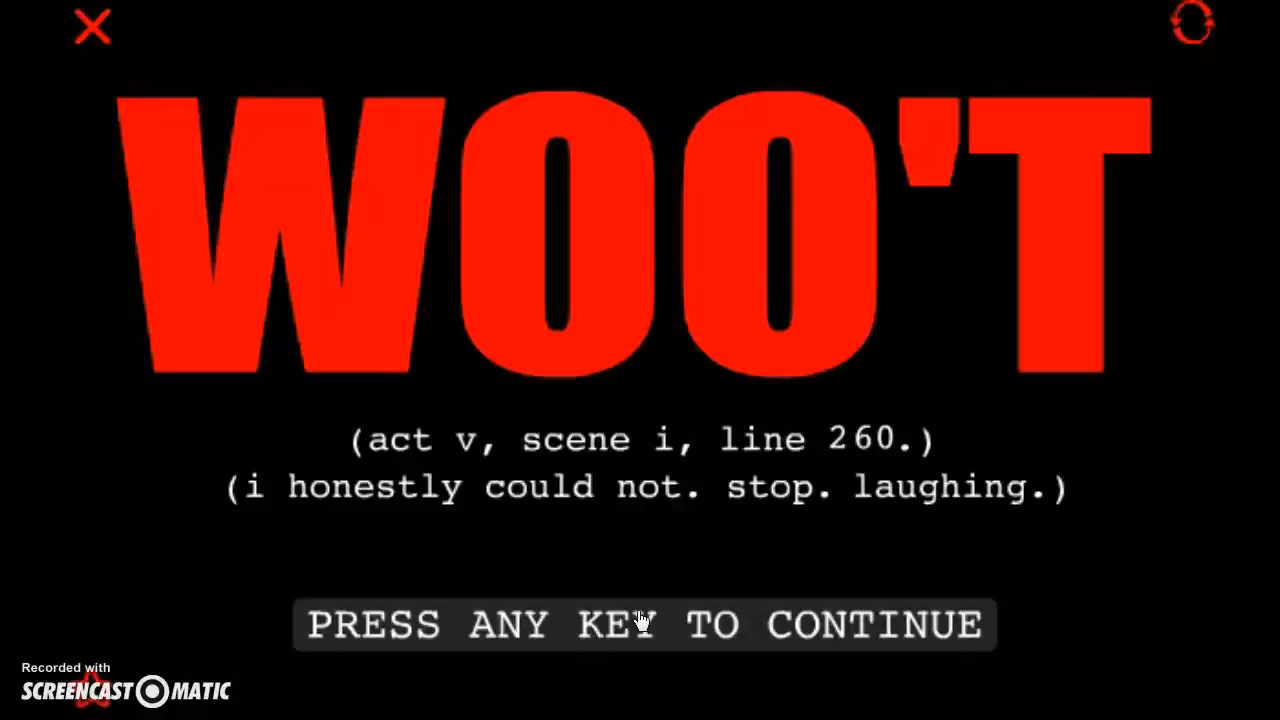 WOO'T
(act v, scene i, line 260.)
(i honestly could not. stop. laughing.)
PRESS ANY KEY TO CONTINUE
Recorded with
SCREENCAST MATIC